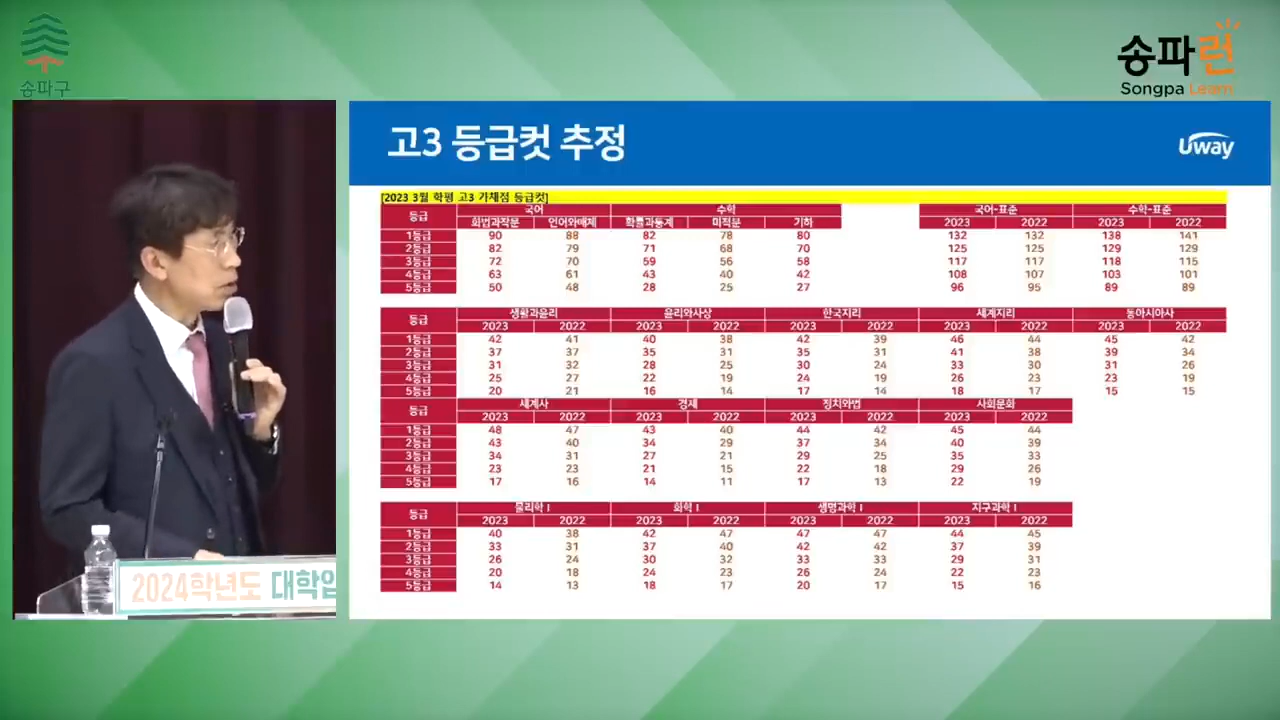 송파구
송파런
Songpa Learn
고3 등급컷 추정
Uway
[2023 3월 학평 고3 가채점 등급컷]
등급 국어 수학 국어-표준 수학-표준
화법과작문 언어와매체 확률과통계 미적분 기하 2023 2022 2023 2022
1등급 90 88 82 78 80 132 132 138 141
2등급 82 79 71 68 70 125 125 129 129
3등급 72 70 59 56 58 117 117 118 115
4등급 63 61 43 40 42 108 107 103 101
5등급 50 48 28 25 27 96 95 89 89
등급 생활과윤리 윤리와사상 한국지리 세계지리 동아시아사
2023 2022 2023 2022 2023 2022 2023 2022 2023 2022
1등급 42 41 40 38 42 39 46 44 45 42
2등급 37 37 35 31 35 31 41 38 39 34
3등급 31 32 28 25 30 24 33 30 31 26
4등급 25 27 22 19 24 19 26 23 23 19
5등급 20 21 16 14 17 14 18 17 15 15
등급 세계사 경제 정치와법 사회문화
2023 2022 2023 2022 2023 2022 2023 2022
1등급 48 47 43 40 44 42 45 44
2등급 43 40 34 29 37 34 40 39
3등급 34 31 27 21 29 25 35 33
4등급 23 23 21 15 22 18 29 26
5등급 17 16 14 11 17 13 22 19
등급 물리학 I 화학 I 생명과학 I 지구과학 I
2023 2022 2023 2022 2023 2022 2023 2022
1등급 40 38 42 47 47 47 44 45
2등급 33 31 37 40 42 42 37 39
3등급 26 24 30 32 33 33 29 31
4등급 20 18 24 23 26 24 22 23
5등급 14 13 18 17 20 17 15 16
2024학년도 대학입